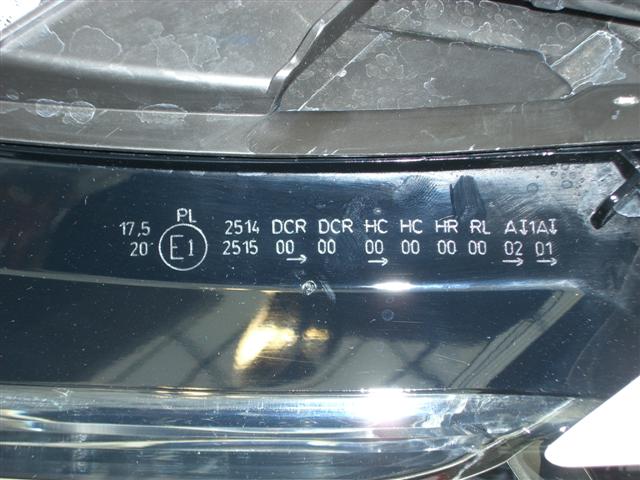 PL
17,5 2514 DCR DCR HC HC HR RL AI1AI
20 E1 2515 00 00 00 00 00 00 02 01
→ → → →